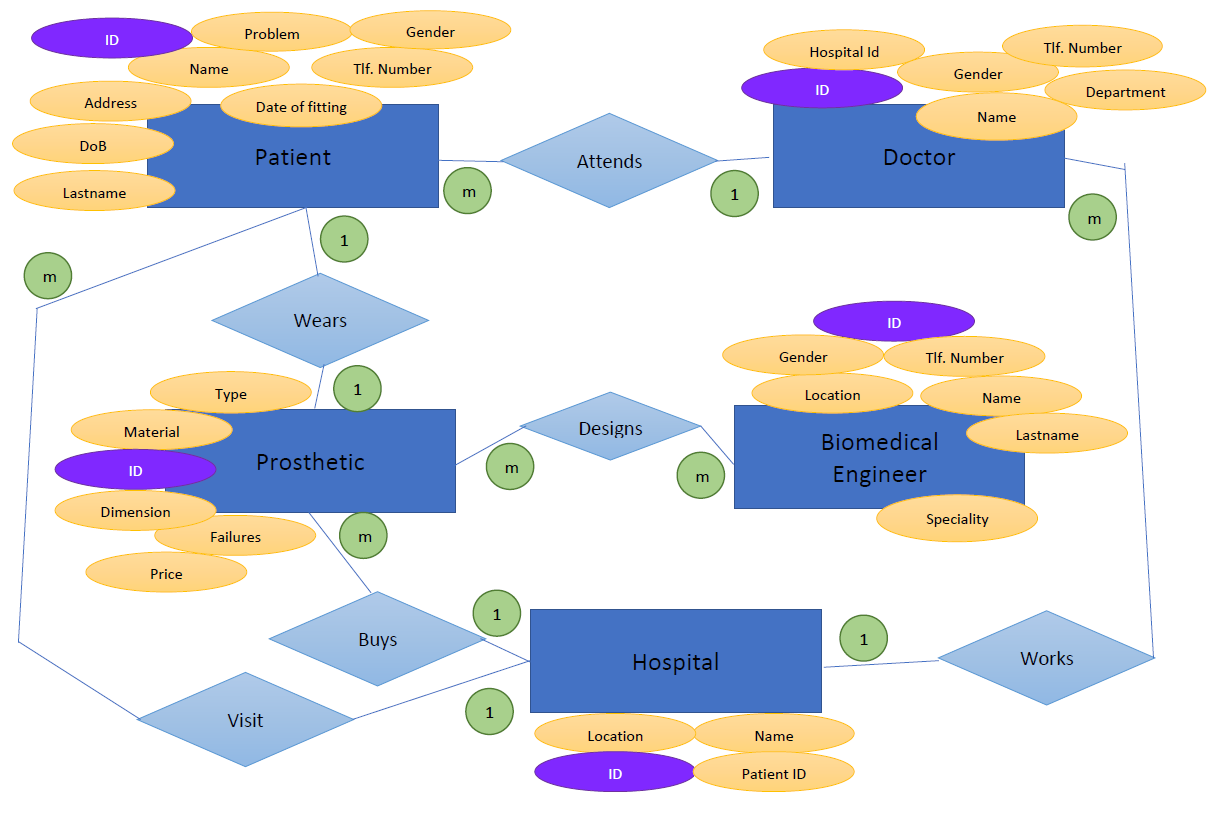 ID
Problem
Gender
Name
Tlf. Number
Address
Date of fitting
DoB
Lastname
Patient
m
Attends
1
Hospital Id
Tlf. Number
Gender
ID
Department
Name
Doctor
m
m
1
Wears
1
ID
Gender
Tlf. Number
Location
Name
Lastname
Biomedical
Engineer
Speciality
Type
Material
ID
Dimension
Failures
Price
Prosthetic
m
Designs
m
m
Buys
1
Hospital
1
Works
Visit
1
Location
Name
ID
Patient ID